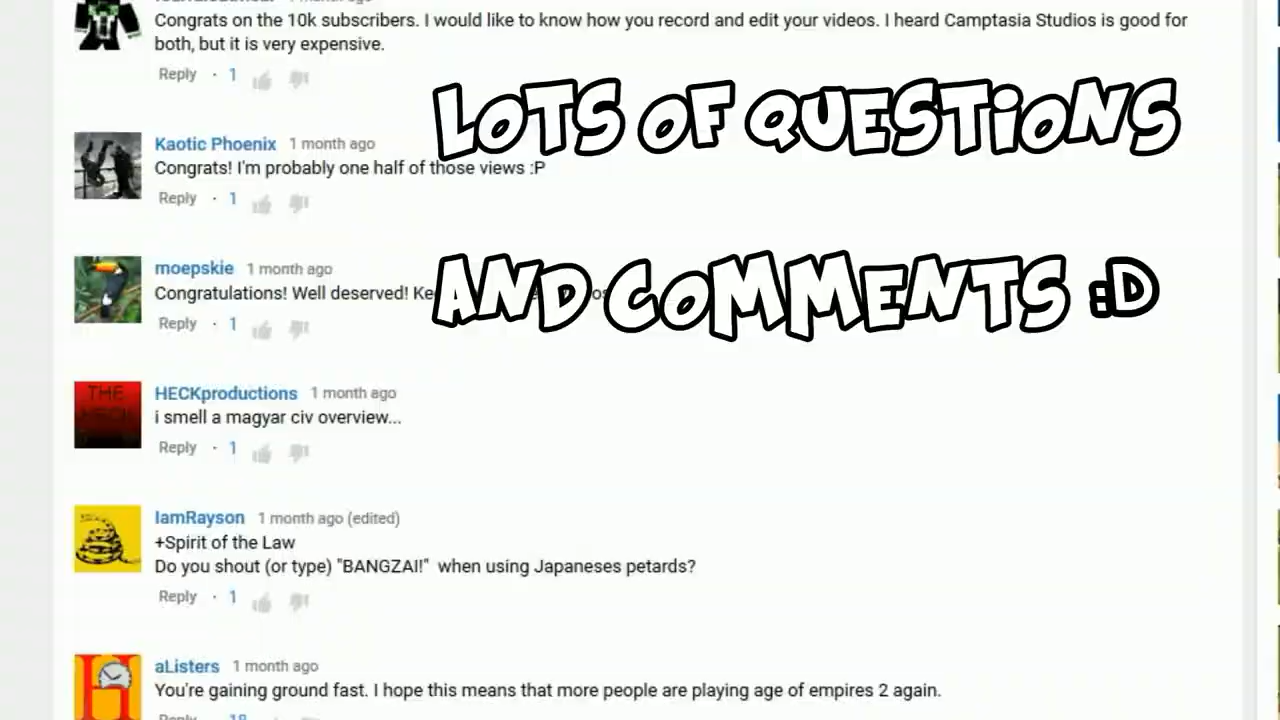 Congrats on the 10k subscribers. I would like to know how you record and edit your videos. I heard Camptasia Studios is good for
both, but it is very expensive.
Reply · 1
LOTS OF QUESTIONS
Kaotic Phoenix 1 month ago
Congrats! I'm probably one half of those views :P
Reply · 1
AND COMMENTS :D
moepskie 1 month ago
Congratulations! Well deserved!
Reply · 1
THE HECK
HECKproductions 1 month ago
i smell a magyar civ overview...
Reply · 1
IamRayson 1 month ago (edited)
+Spirit of the Law
Do you shout (or type) "BANGZAI!" when using Japaneses petards?
Reply · 1
H
aListers 1 month ago
You're gaining ground fast. I hope this means that more people are playing age of empires 2 again.
Reply · 18